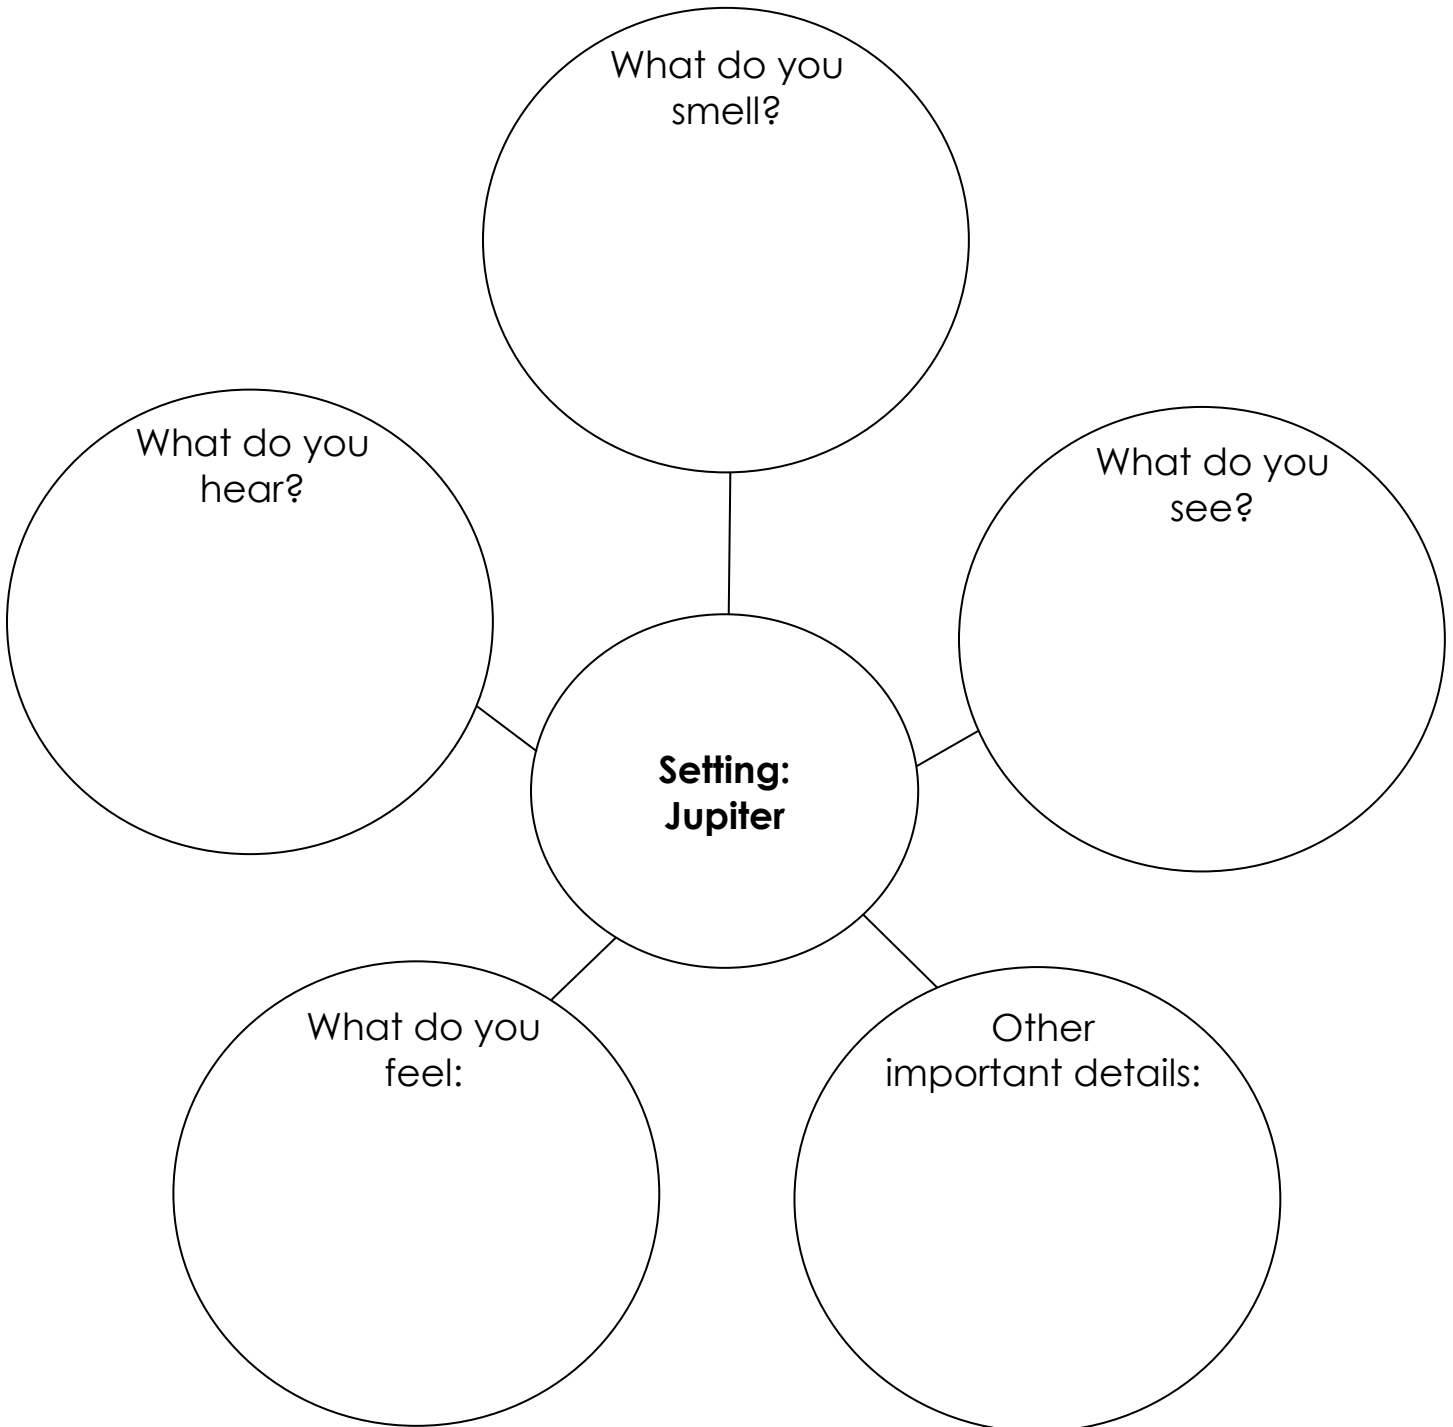 What do you
smell?
What do you
hear?
What do you
see?
Setting:
Jupiter
What do you
feel:
Other
important details: